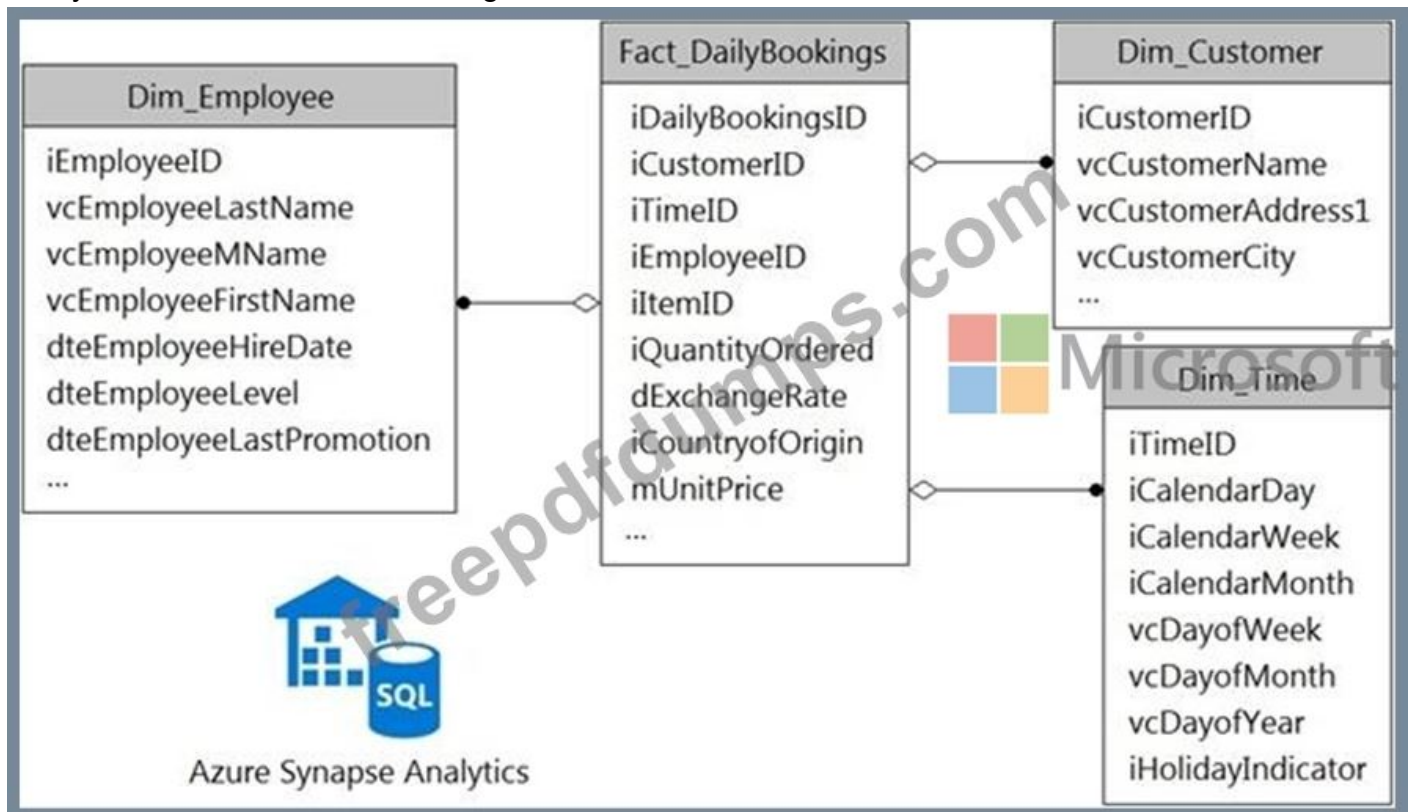 Dim_Employee
iEmployeeID
vcEmployeeLastName
vcEmployeeMName
vcEmployeeFirstName
dteEmployeeHireDate
dteEmployeeLevel
dteEmployeeLastPromotion
...
Fact_DailyBookings
iDailyBookingsID
iCustomerID
iTimeID
iEmployeeID
iItemID
iQuantityOrdered
dExchangeRate
iCountryofOrigin
mUnitPrice
...
Dim_Customer
iCustomerID
vcCustomerName
vcCustomerAddress1
vcCustomerCity
...
Microsoft
Dim_Time
iTimeID
iCalendarDay
iCalendarWeek
iCalendarMonth
vcDayofWeek
vcDayofMonth
vcDayofYear
iHolidayIndicator
SQL
Azure Synapse Analytics
freepdfdumps.com